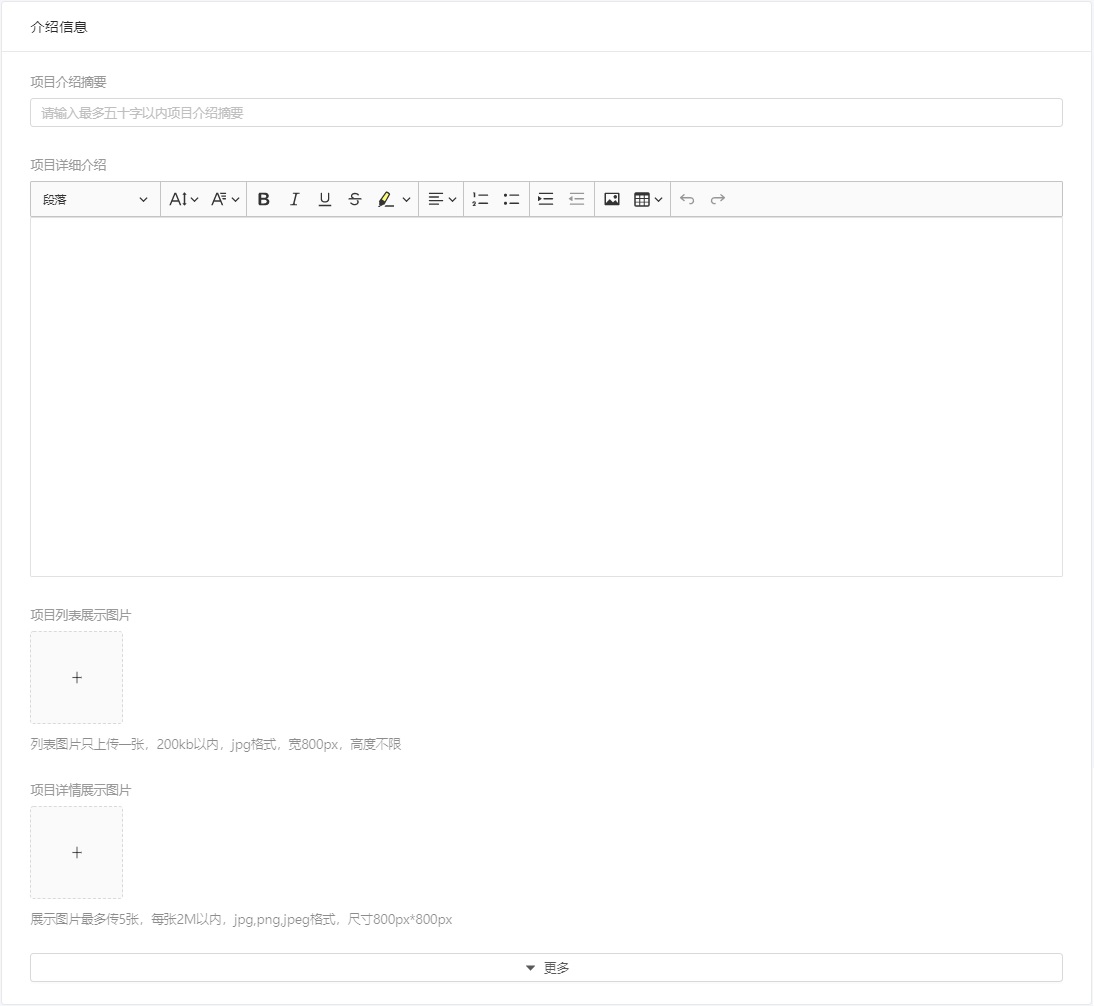 介绍信息
项目介绍摘要
请输入最多五十字以内项目介绍摘要
项目详细介绍
段落
项目列表展示图片
列表图片只上传一张，200kb以内，jpg格式，宽800px，高度不限
项目详情展示图片
展示图片最多传5张，每张2M以内，jpg,png,jpeg格式，尺寸800px*800px
更多